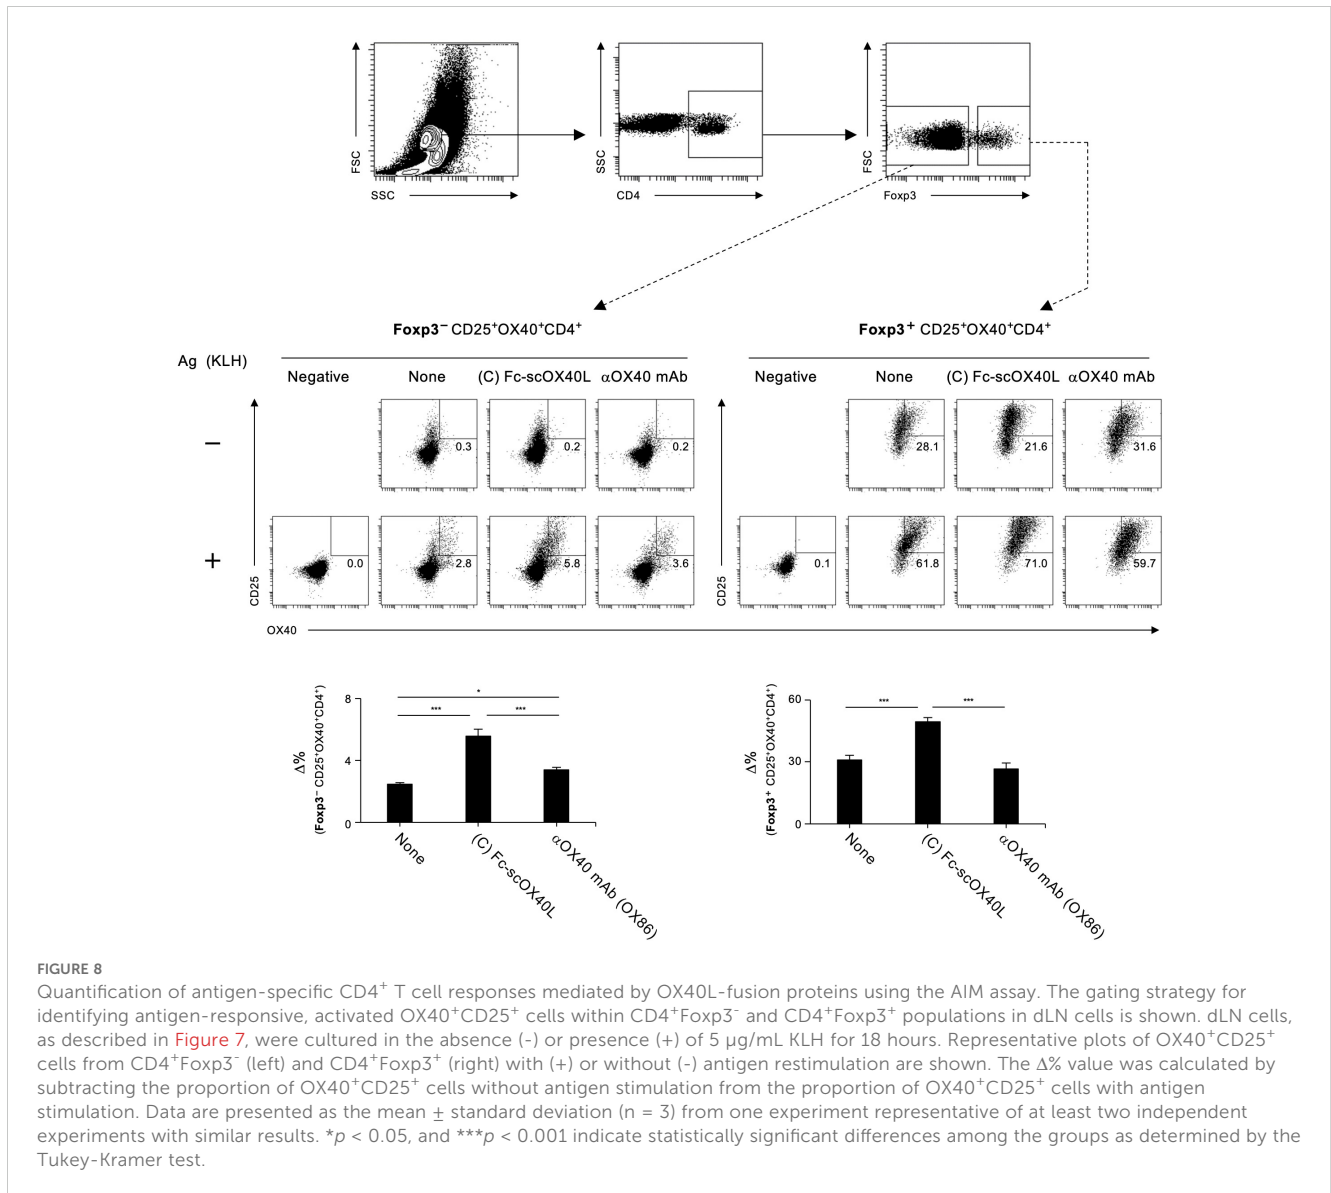 FSC
SSC
SSC
CD4
FSC
Foxp3
Foxp3⁻ CD25⁺OX40⁺CD4⁺
Foxp3⁺ CD25⁺OX40⁺CD4⁺
Ag (KLH)
Negative None (C) Fc-scOX40L αOX40 mAb
Negative None (C) Fc-scOX40L αOX40 mAb
−
0.3 0.2 0.2
28.1 21.6 31.6
+
0.0 2.8 5.8 3.6
0.1 61.8 71.0 59.7
CD25
CD25
OX40
Δ%
(Foxp3⁻ CD25⁺OX40⁺CD4⁺)
8
4
0
*
*** ***
None
(C) Fc-scOX40L
αOX40 mAb (OX86)
Δ%
(Foxp3⁺ CD25⁺OX40⁺CD4⁺)
60
30
0
*** ***
None
(C) Fc-scOX40L
αOX40 mAb (OX86)
FIGURE 8
Quantification of antigen-specific CD4⁺ T cell responses mediated by OX40L-fusion proteins using the AIM assay. The gating strategy for
identifying antigen-responsive, activated OX40⁺CD25⁺ cells within CD4⁺Foxp3⁻ and CD4⁺Foxp3⁺ populations in dLN cells is shown. dLN cells,
as described in Figure 7, were cultured in the absence (-) or presence (+) of 5 μg/mL KLH for 18 hours. Representative plots of OX40⁺CD25⁺
cells from CD4⁺Foxp3⁻ (left) and CD4⁺Foxp3⁺ (right) with (+) or without (-) antigen restimulation are shown. The Δ% value was calculated by
subtracting the proportion of OX40⁺CD25⁺ cells without antigen stimulation from the proportion of OX40⁺CD25⁺ cells with antigen
stimulation. Data are presented as the mean ± standard deviation (n = 3) from one experiment representative of at least two independent
experiments with similar results. *p < 0.05, and ***p < 0.001 indicate statistically significant differences among the groups as determined by the
Tukey-Kramer test.